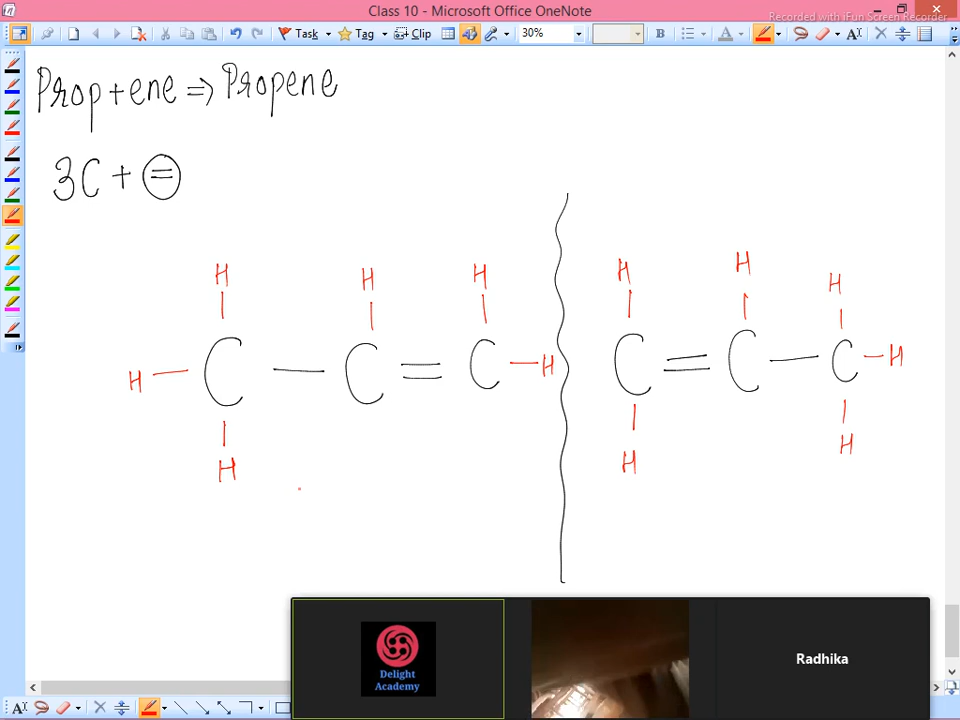 Class 10 - Microsoft Office OneNote
Recorded with iFun Screen Recorder
Task Tag Clip 30% B A A
Prop + ene ⇒ Propene
3C + =
H H H H H H
H — C — C = C — H C = C — C — H
H H H
Delight Academy
Radhika
A